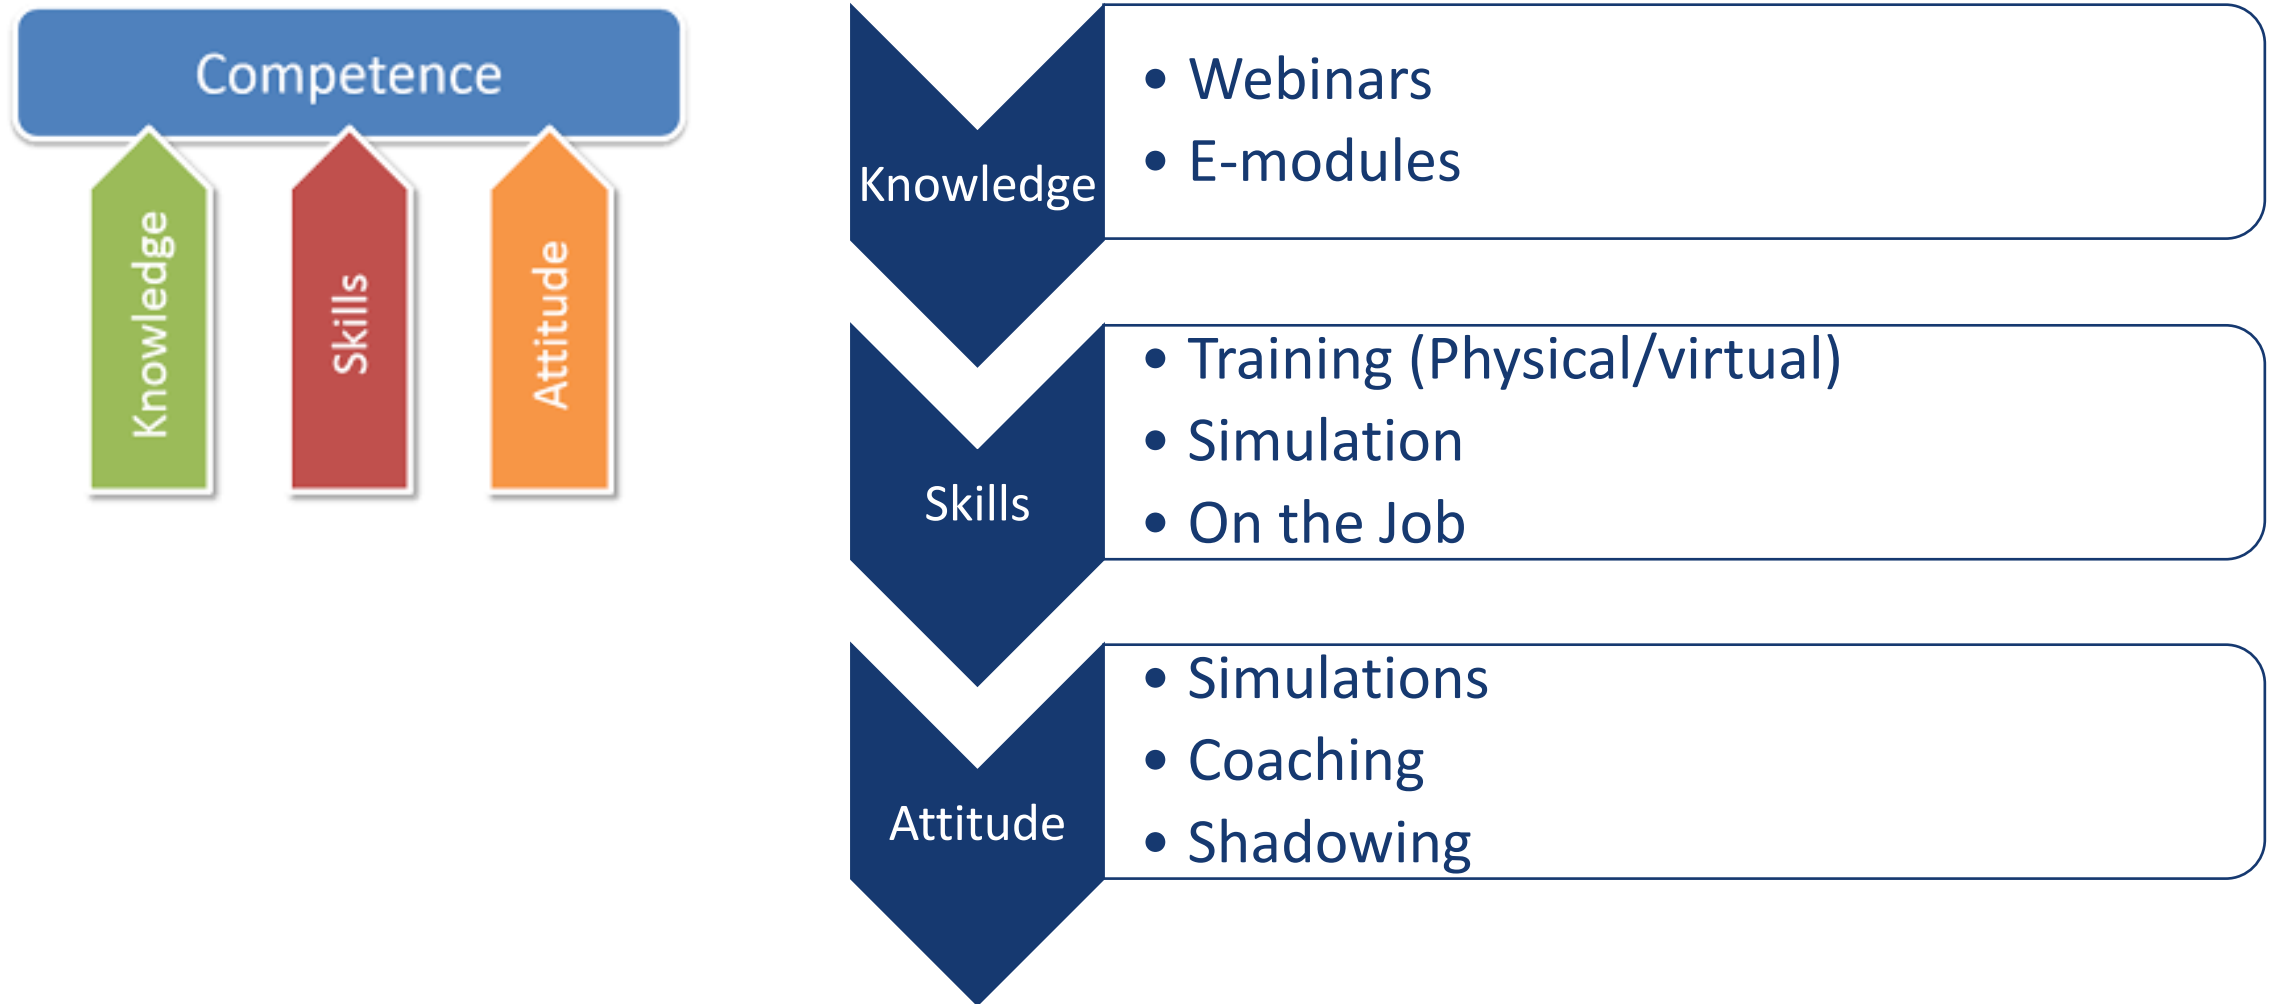 Competence
Knowledge
Skills
Attitude
Knowledge
• Webinars
• E-modules
Skills
• Training (Physical/virtual)
• Simulation
• On the Job
Attitude
• Simulations
• Coaching
• Shadowing